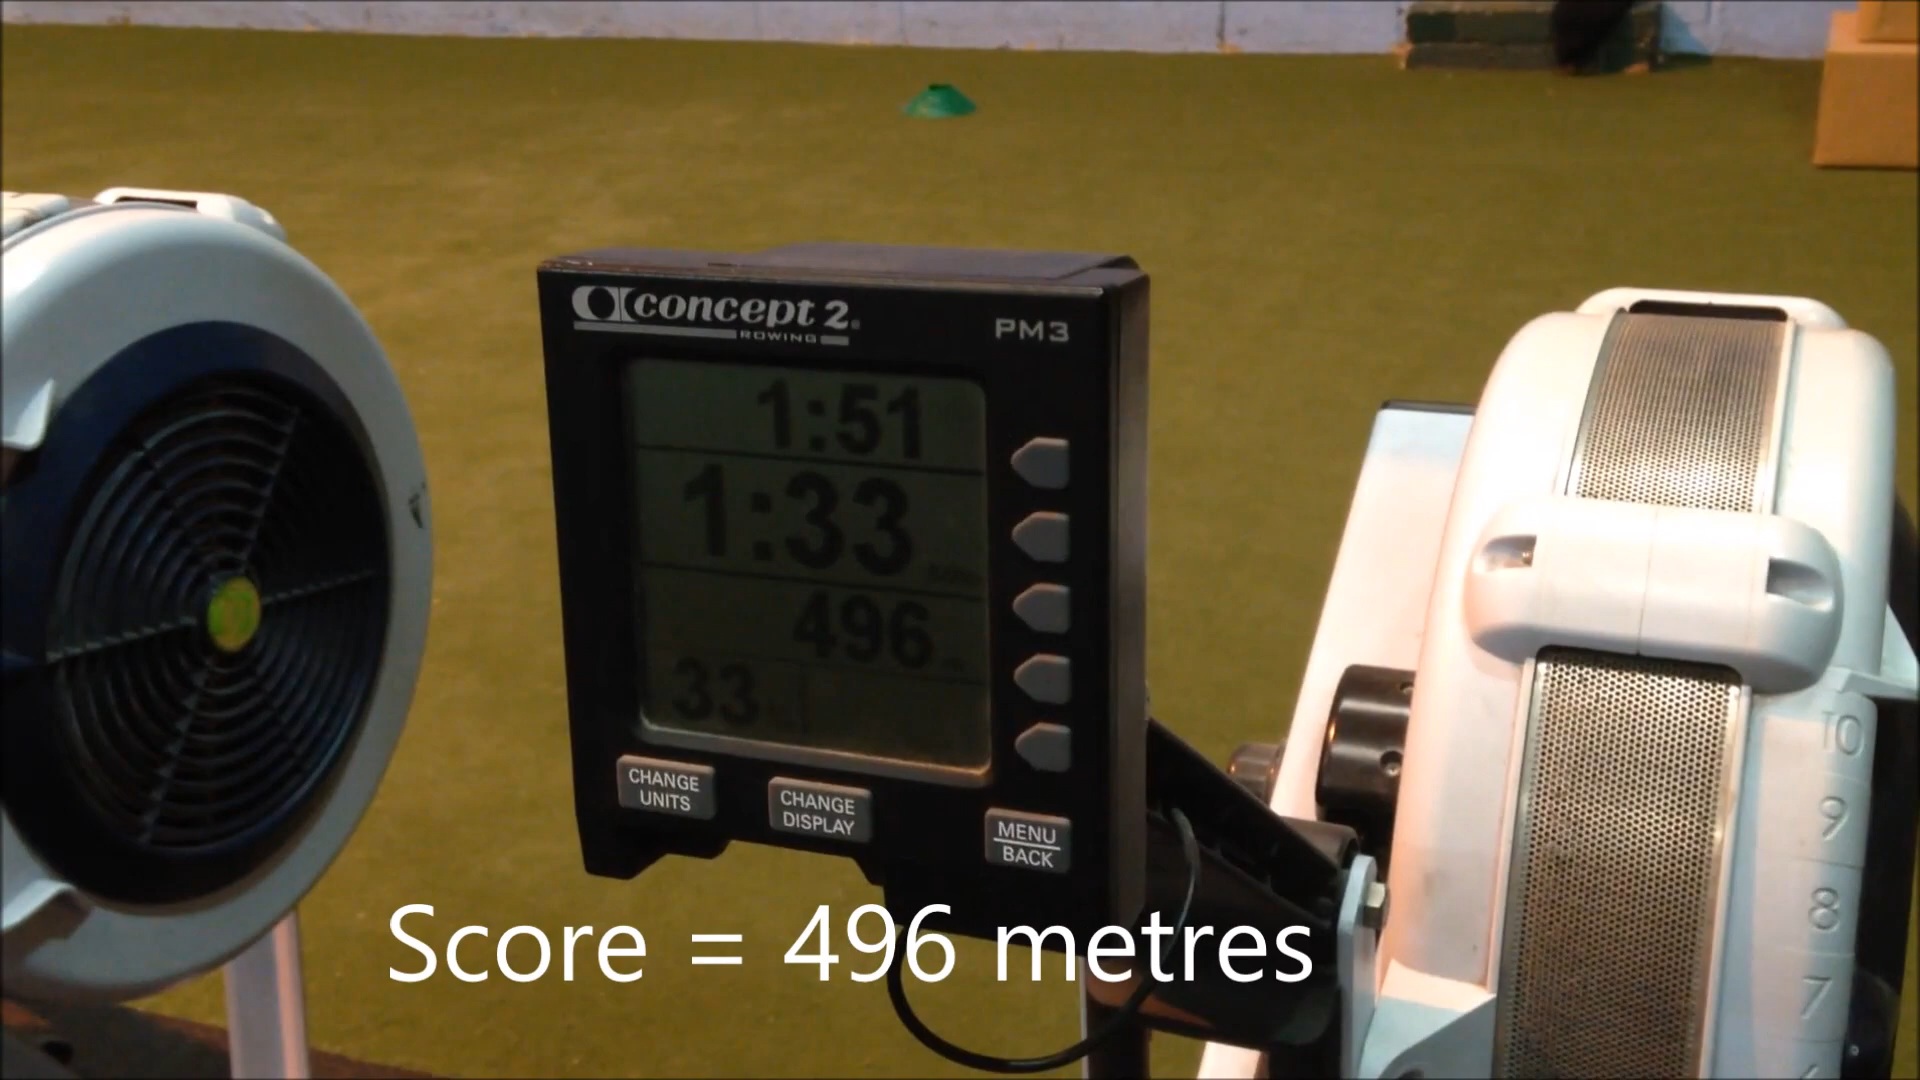 concept 2
ROWING
PM3
1:51
1:33
496
33
CHANGE
UNITS
CHANGE
DISPLAY
MENU
BACK
10
9
8
7
Score = 496 metres